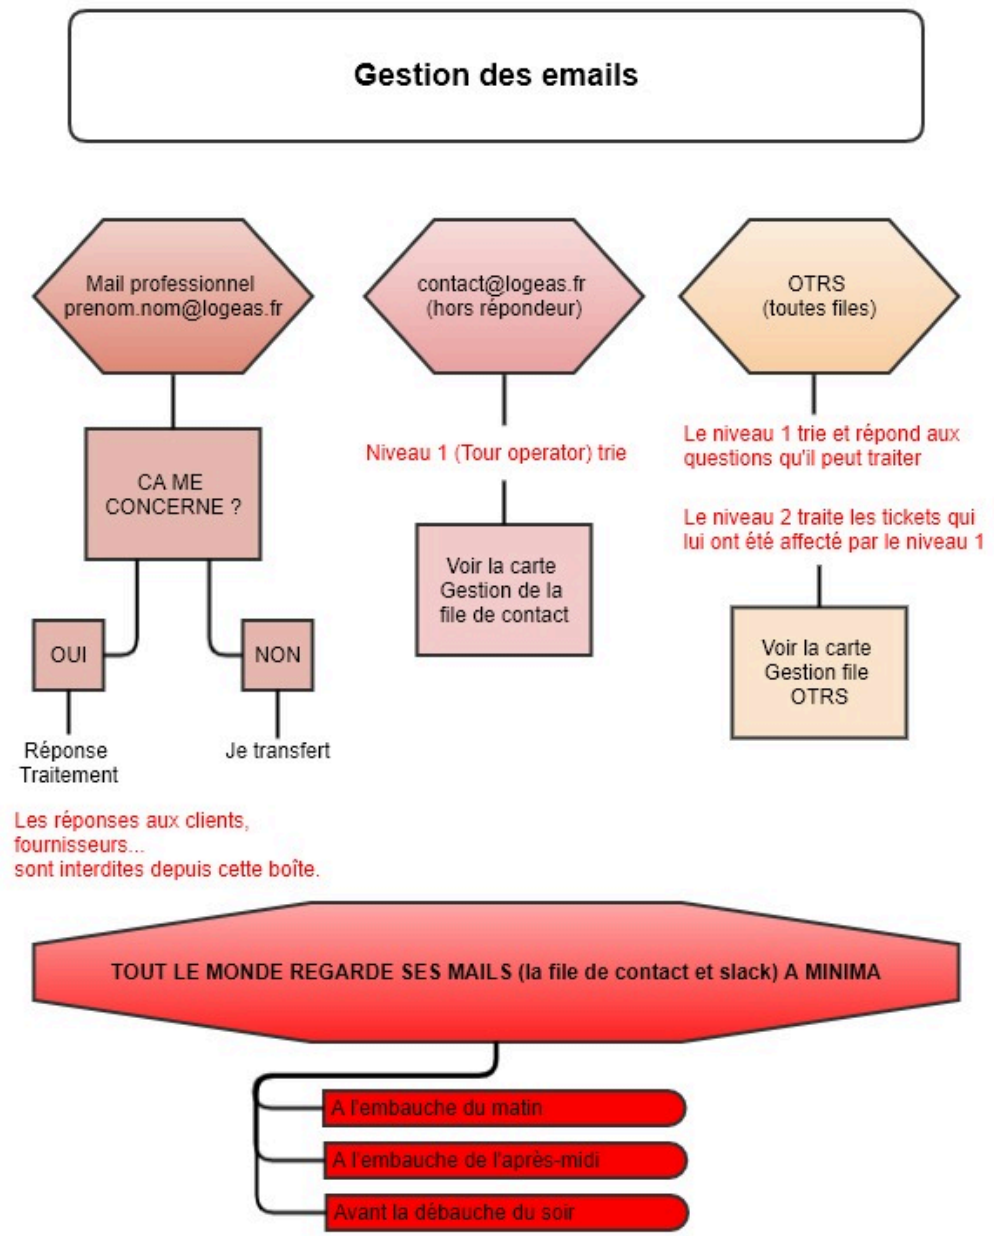 Gestion des emails
Mail professionnel
prenom.nom@logeas.fr
CA ME
CONCERNE ?
OUI
NON
Réponse
Traitement
Je transfert
Les réponses aux clients,
fournisseurs...
sont interdites depuis cette boîte.
contact@logeas.fr
(hors répondeur)
Niveau 1 (Tour operator) trie
Voir la carte
Gestion de la
file de contact
OTRS
(toutes files)
Le niveau 1 trie et répond aux
questions qu'il peut traiter
Le niveau 2 traite les tickets qui
lui ont été affecté par le niveau 1
Voir la carte
Gestion file
OTRS
TOUT LE MONDE REGARDE SES MAILS (la file de contact et slack) A MINIMA
A l'embauche du matin
A l'embauche de l'après-midi
Avant la débauche du soir